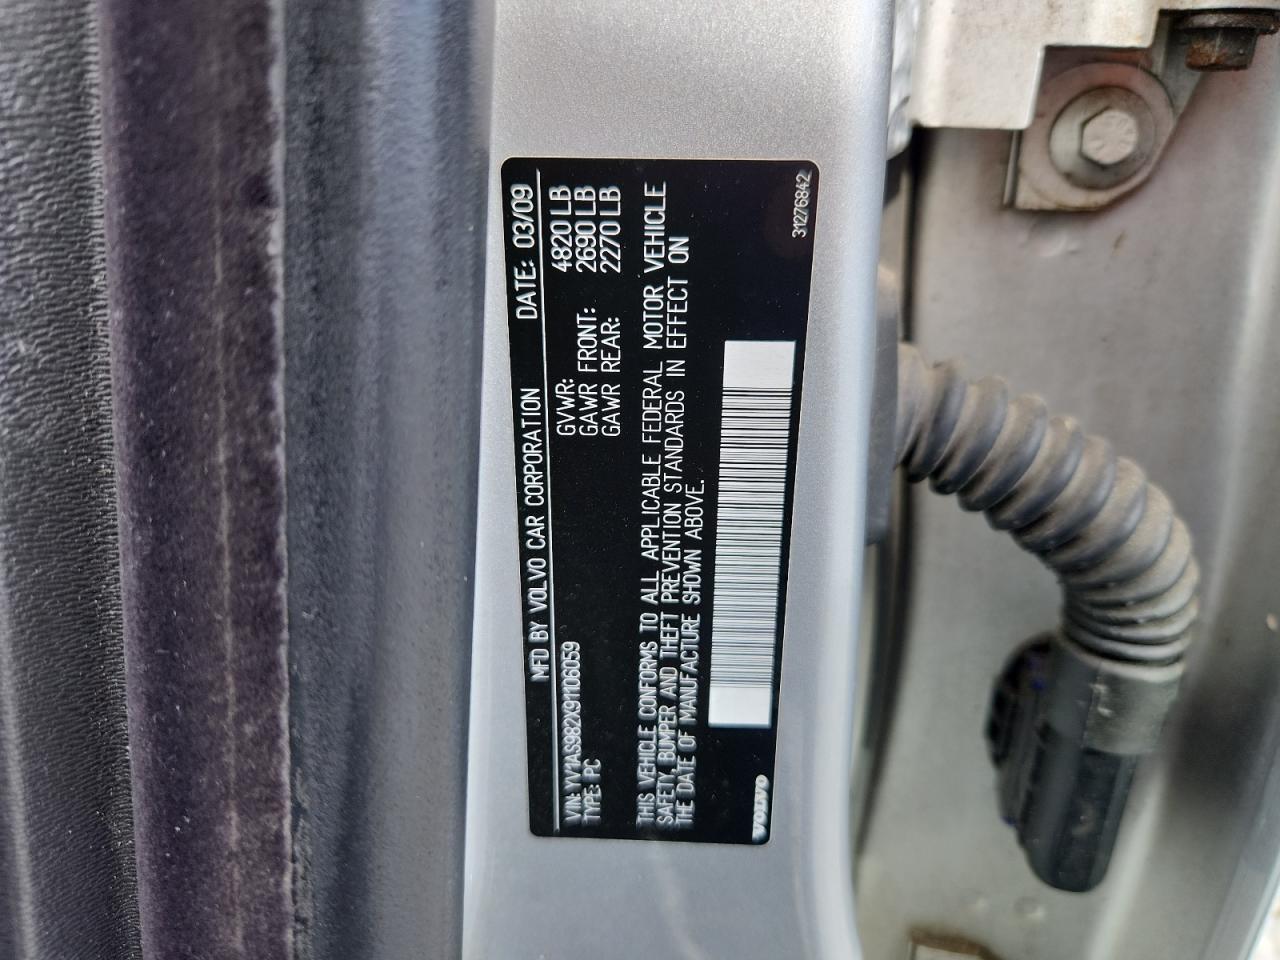 MFD BY VOLVO CAR CORPORATION DATE: 03/09
VIN: YV1AS982X91106059 GVWR: 4820 LB
TYPE: PC GAWR FRONT: 2690 LB
GAWR REAR: 2270 LB
THIS VEHICLE CONFORMS TO ALL APPLICABLE FEDERAL MOTOR VEHICLE
SAFETY, BUMPER AND THEFT PREVENTION STANDARDS IN EFFECT ON
THE DATE OF MANUFACTURE SHOWN ABOVE.
VOLVO
31276842